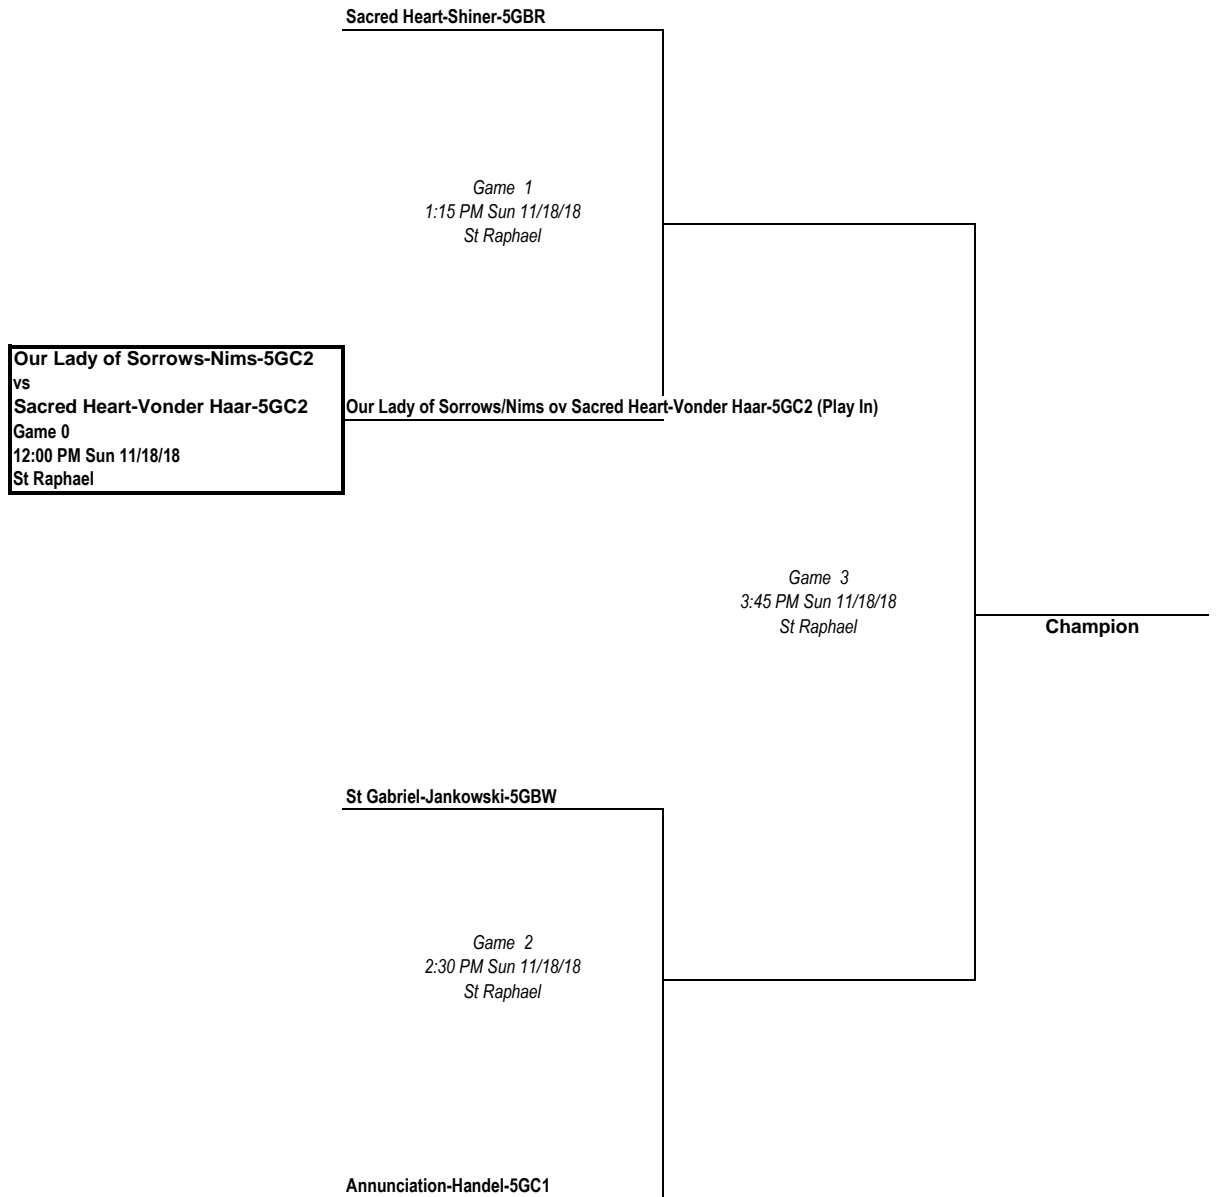 Sacred Heart-Shiner-5GBR
Game 1
1:15 PM Sun 11/18/18
St Raphael
Our Lady of Sorrows-Nims-5GC2
vs
Sacred Heart-Vonder Haar-5GC2
Game 0
12:00 PM Sun 11/18/18
St Raphael
Our Lady of Sorrows/Nims ov Sacred Heart-Vonder Haar-5GC2 (Play In)
Game 3
3:45 PM Sun 11/18/18
St Raphael
Champion
St Gabriel-Jankowski-5GBW
Game 2
2:30 PM Sun 11/18/18
St Raphael
Annunciation-Handel-5GC1